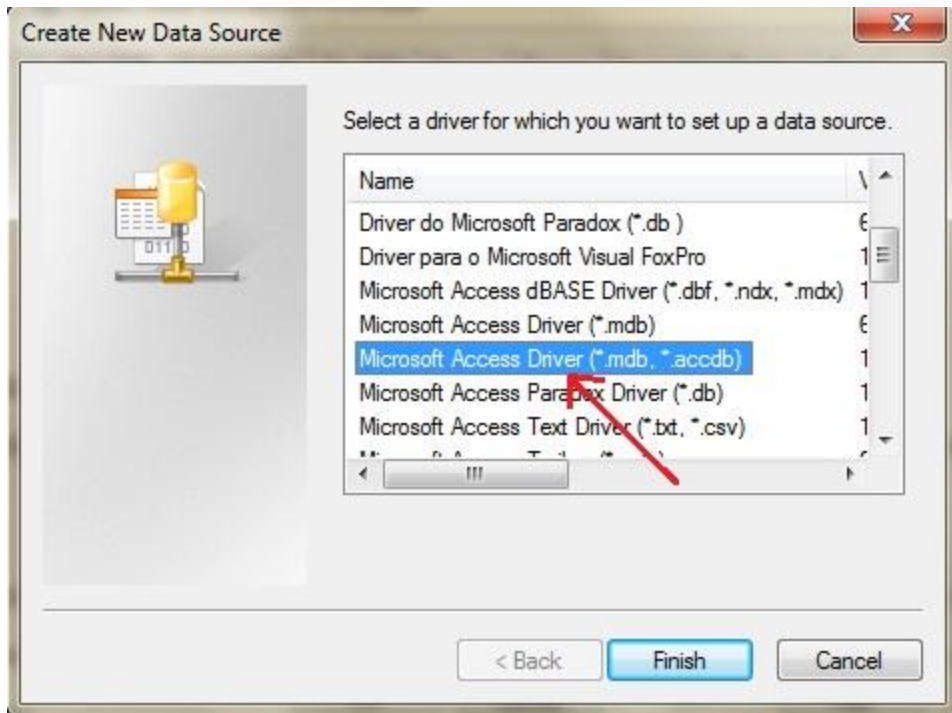 Create New Data Source
Select a driver for which you want to set up a data source.
Name
Driver do Microsoft Paradox (*.db )
Driver para o Microsoft Visual FoxPro
Microsoft Access dBASE Driver (*.dbf, *.ndx, *.mdx)
Microsoft Access Driver (*.mdb)
Microsoft Access Driver (*.mdb, *.accdb)
Microsoft Access Paradox Driver (*.db)
Microsoft Access Text Driver (*.txt, *.csv)
< Back
Finish
Cancel